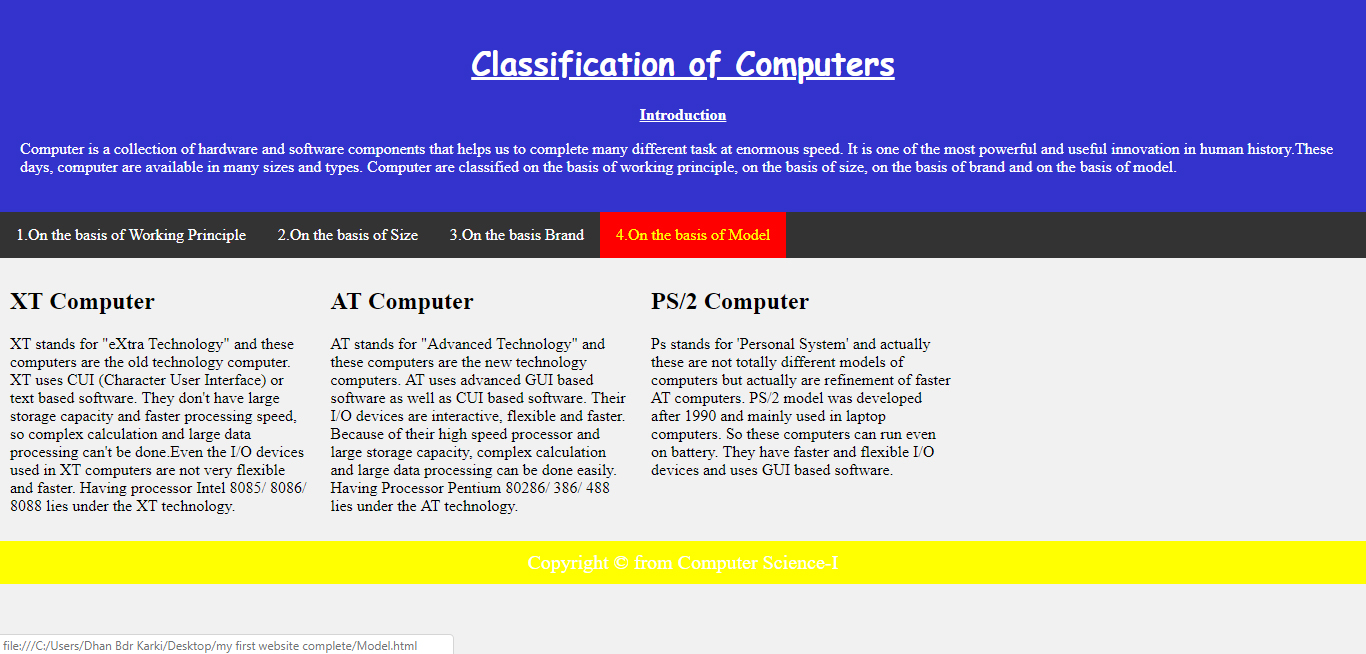 Classification of Computers
Introduction
Computer is a collection of hardware and software components that helps us to complete many different task at enormous speed. It is one of the most powerful and useful innovation in human history.These
days, computer are available in many sizes and types. Computer are classified on the basis of working principle, on the basis of size, on the basis of brand and on the basis of model.
1.On the basis of Working Principle 2.On the basis of Size 3.On the basis Brand 4.On the basis of Model
XT Computer
XT stands for "eXtra Technology" and these
computers are the old technology computer.
XT uses CUI (Character User Interface) or
text based software. They don't have large
storage capacity and faster processing speed,
so complex calculation and large data
processing can't be done.Even the I/O devices
used in XT computers are not very flexible
and faster. Having processor Intel 8085/ 8086/
8088 lies under the XT technology.
AT Computer
AT stands for "Advanced Technology" and
these computers are the new technology
computers. AT uses advanced GUI based
software as well as CUI based software. Their
I/O devices are interactive, flexible and faster.
Because of their high speed processor and
large storage capacity, complex calculation
and large data processing can be done easily.
Having Processor Pentium 80286/ 386/ 488
lies under the AT technology.
PS/2 Computer
Ps stands for 'Personal System' and actually
these are not totally different models of
computers but actually are refinement of faster
AT computers. PS/2 model was developed
after 1990 and mainly used in laptop
computers. So these computers can run even
on battery. They have faster and flexible I/O
devices and uses GUI based software.
Copyright © from Computer Science-I
file:///C:/Users/Dhan Bdr Karki/Desktop/my first website complete/Model.html